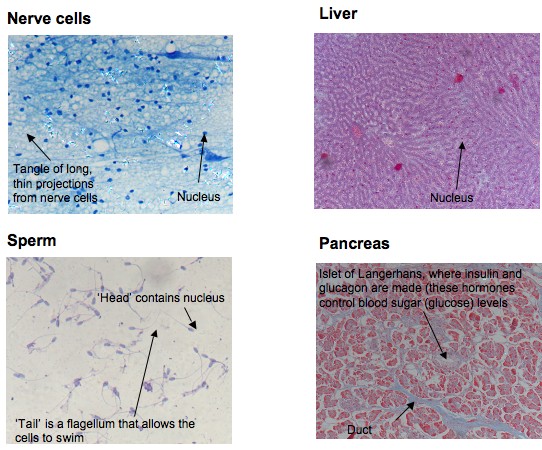 Nerve cells
Tangle of long,
thin projections
from nerve cells
Nucleus
Liver
Nucleus
Sperm
'Head' contains nucleus
'Tail' is a flagellum that allows the
cells to swim
Pancreas
Islet of Langerhans, where insulin and
glucagon are made (these hormones
control blood sugar (glucose) levels
Duct